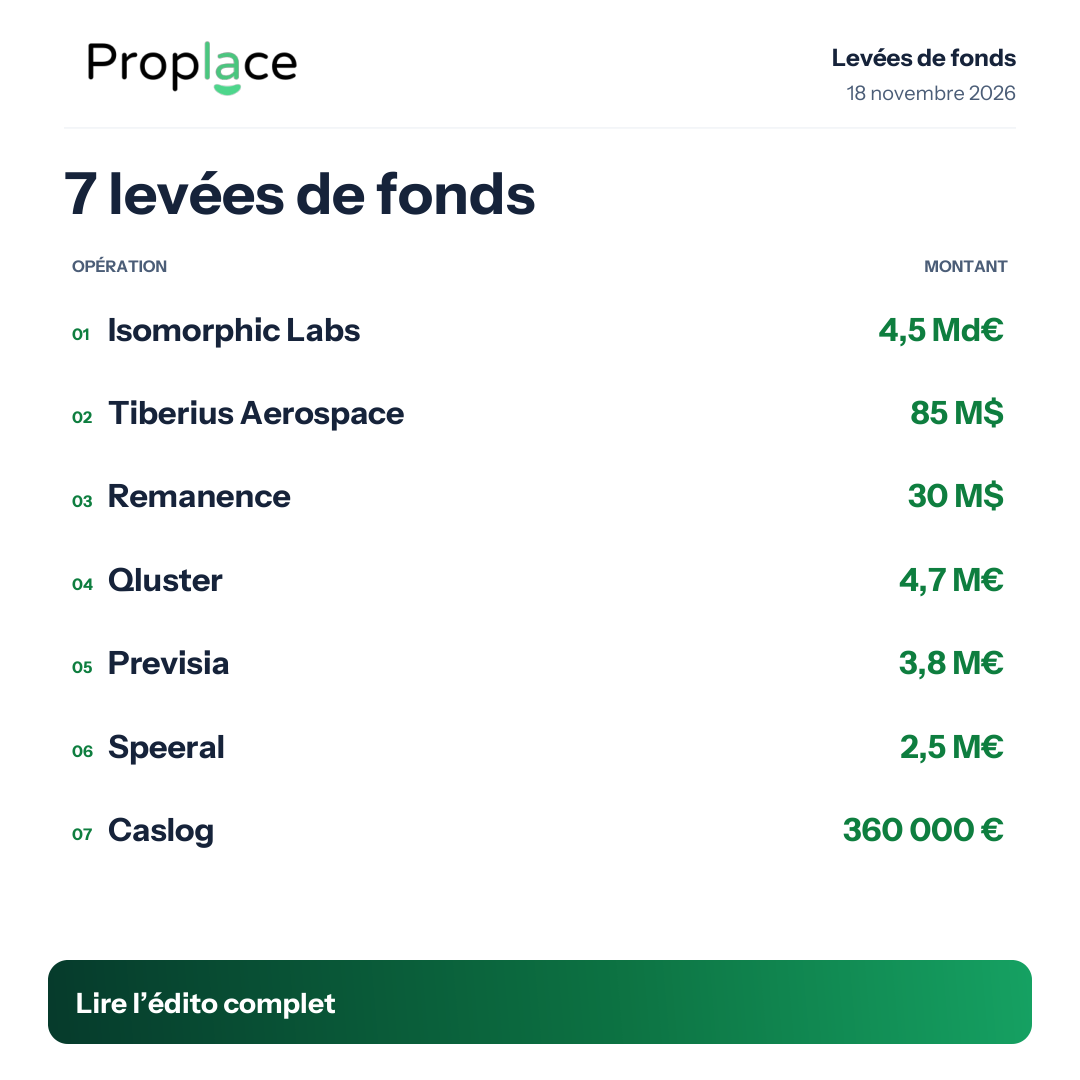 Proplace
Levées de fonds
18 novembre 2026
7 levées de fonds
OPÉRATION MONTANT
01 Isomorphic Labs 4,5 Md€
02 Tiberius Aerospace 85 M$
03 Remanence 30 M$
04 Qluster 4,7 M€
05 Previsia 3,8 M€
06 Speeral 2,5 M€
07 Caslog 360 000 €
Lire l’édito complet